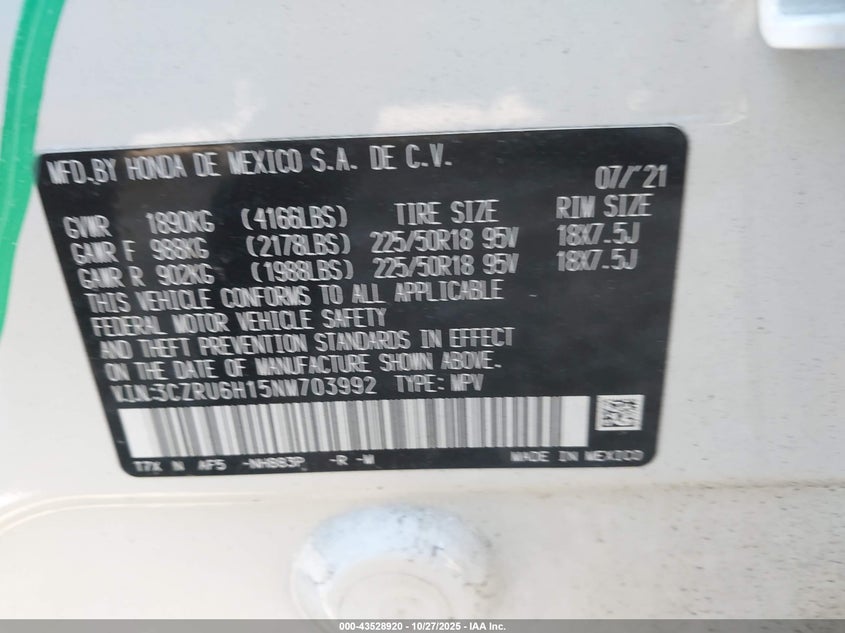 MFD.BY HONDA DE MEXICO S.A. DE C.V.
07/'21
GVWR 1890KG (4166LBS) TIRE SIZE RIM SIZE
GAWR F 988KG (2178LBS) 225/50R18 95V 18X7.5J
GAWR R 902KG (1988LBS) 225/50R18 95V 18X7.5J
THIS VEHICLE CONFORMS TO ALL APPLICABLE
FEDERAL MOTOR VEHICLE SAFETY
AND THEFT PREVENTION STANDARDS IN EFFECT
ON THE DATE OF MANUFACTURE SHOWN ABOVE.
V.I.N.:3CZRU6H15NM703992 TYPE: MPV
T7X N AF5 -NH883P -R -W MADE IN MEXICO
000-43528920 | 10/27/2025 | IAA Inc.